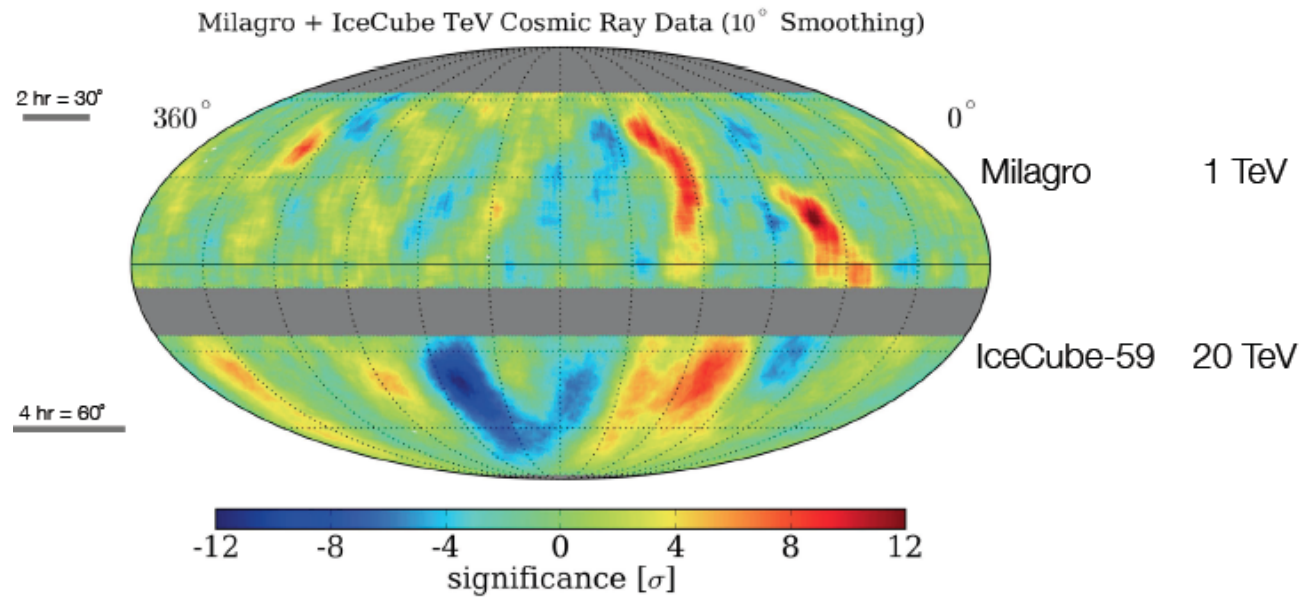 Milagro + IceCube TeV Cosmic Ray Data (10° Smoothing)
2 hr = 30°
360°
0°
Milagro 1 TeV
IceCube-59 20 TeV
4 hr = 60°
-12 -8 -4 0 4 8 12
significance [σ]